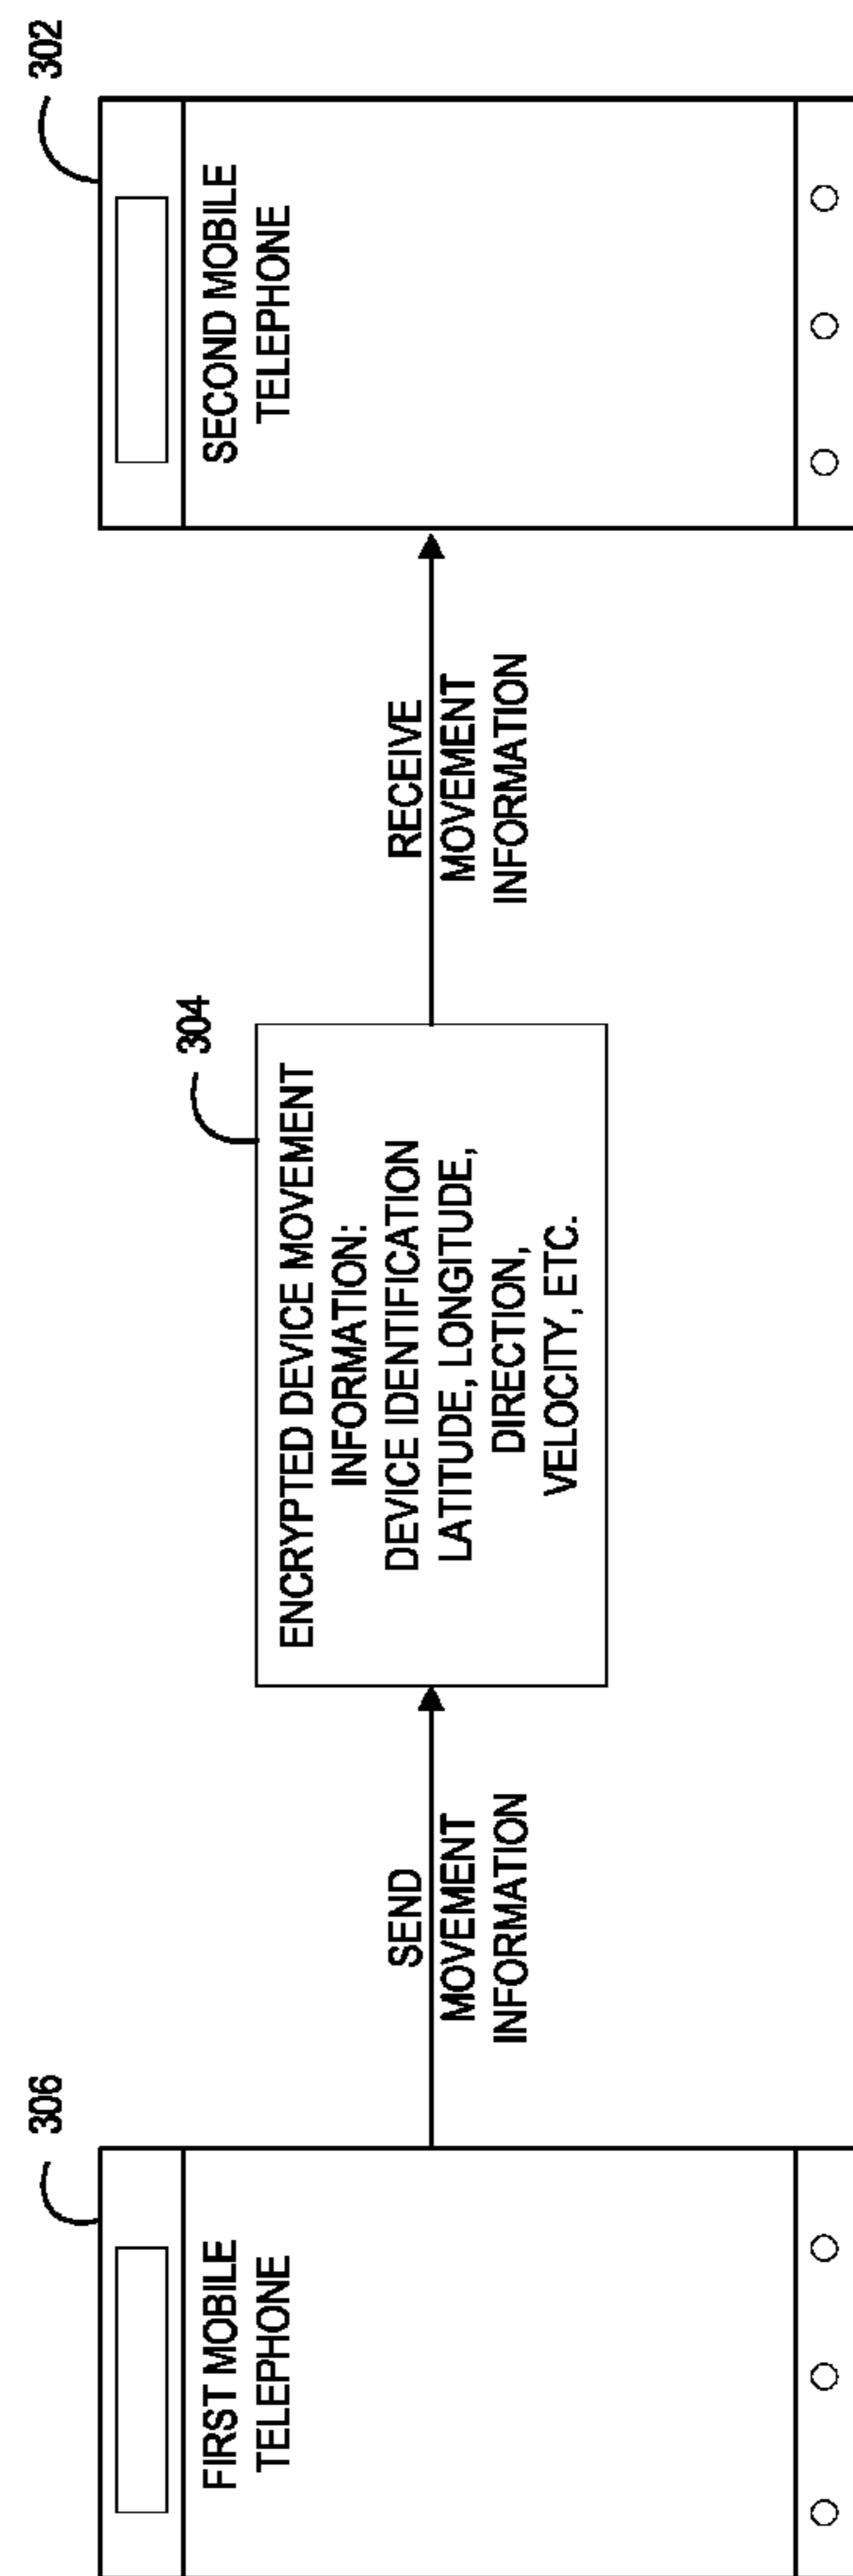 306
FIRST MOBILE
TELEPHONE
SEND
MOVEMENT
INFORMATION
304
ENCRYPTED DEVICE MOVEMENT
INFORMATION:
DEVICE IDENTIFICATION
LATITUDE, LONGITUDE,
DIRECTION,
VELOCITY, ETC.
RECEIVE
MOVEMENT
INFORMATION
302
SECOND MOBILE
TELEPHONE